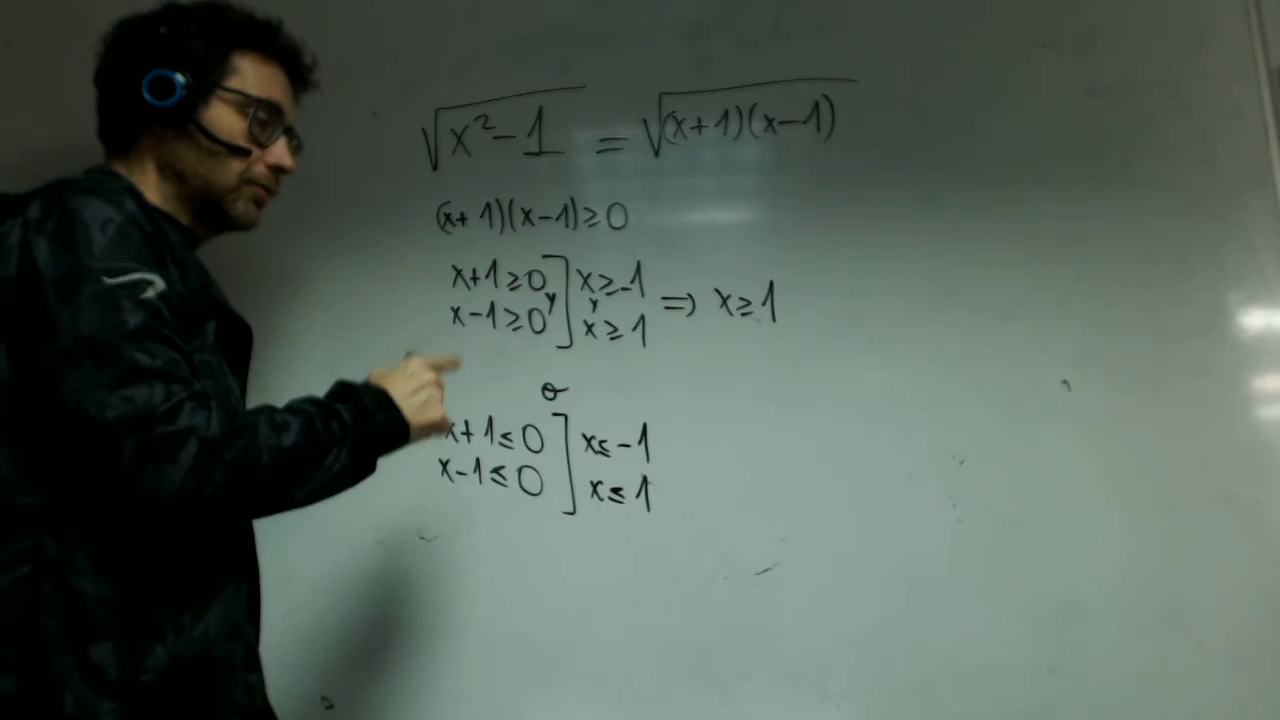 √(x²-1) = √((x+1)(x-1))
(x+1)(x-1)≥0
x+1≥0 ] x≥-1
y y ⇒ x≥1
x-1≥0 ] x≥1
o
x+1≤0 ] x≤-1
x-1≤0 ] x≤1